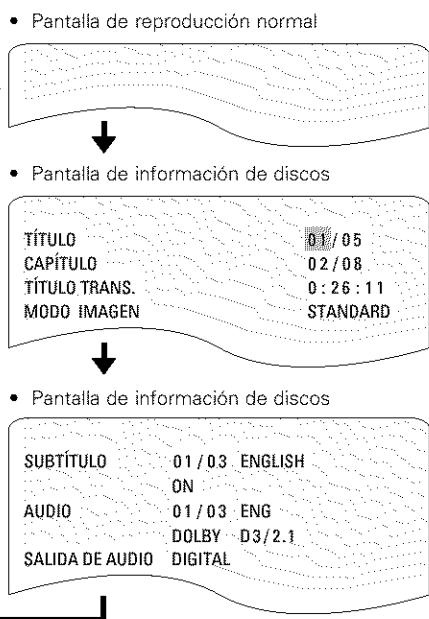 • Pantalla de reproducción normal
• Pantalla de información de discos
TÍTULO 01/05
CAPÍTULO 02/08
TÍTULO TRANS. 0:26:11
MODO IMAGEN STANDARD
• Pantalla de información de discos
SUBTÍTULO 01/03 ENGLISH
ON
AUDIO 01/03 ENG
DOLBY D3/2.1
SALIDA DE AUDIO DIGITAL